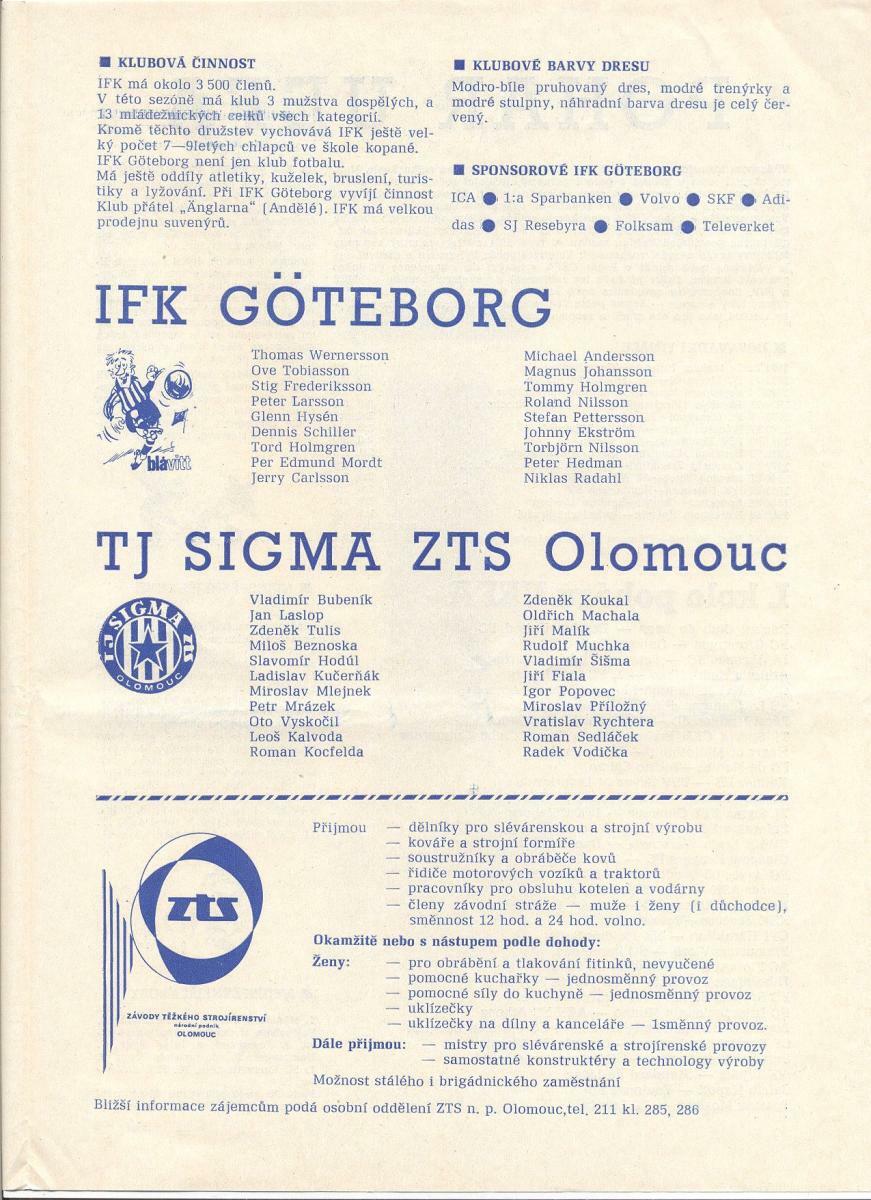 ■ KLUBOVÁ ČINNOST
IFK má okolo 3 500 členů.
V této sezóně má klub 3 mužstva dospělých, a
13 mládežnických celků všech kategorií.
Kromě těchto družstev vychovává IFK ještě vel-
ký počet 7—9letých chlapců ve škole kopané.
IFK Göteborg není jen klub fotbalu.
Má ještě oddíly atletiky, kuželek, bruslení, turis-
tiky a lyžování. Při IFK Göteborg vyvíjí činnost
Klub přátel „Änglarna" (Andělé). IFK má velkou
prodejnu suvenýrů.
■ KLUBOVÉ BARVY DRESU
Modro-bíle pruhovaný dres, modré trenýrky a
modré stulpny, náhradní barva dresu je celý čer-
vený.
■ SPONSOROVÉ IFK GÖTEBORG
ICA ● 1:a Sparbanken ● Volvo ● SKF ● Adi-
das ● SJ Resebyra ● Folksam ● Televerket
IFK GÖTEBORG
blåvitt
Thomas Wernersson
Ove Tobiasson
Stig Frederiksson
Peter Larsson
Glenn Hysén
Dennis Schiller
Tord Holmgren
Per Edmund Mordt
Jerry Carlsson
Michael Andersson
Magnus Johansson
Tommy Holmgren
Roland Nilsson
Stefan Pettersson
Johnny Ekström
Torbjörn Nilsson
Peter Hedman
Niklas Radahl
TJ SIGMA ZTS Olomouc
TJ SIGMA ZTS
OLOMOUC
Vladimír Bubeník
Jan Laslop
Zdeněk Tulis
Miloš Beznoska
Slavomír Hodúl
Ladislav Kučerňák
Miroslav Mlejnek
Petr Mrázek
Oto Vyskočil
Leoš Kalvoda
Roman Kocfelda
Zdeněk Koukal
Oldřich Machala
Jiří Malík
Rudolf Muchka
Vladimír Šišma
Jiří Fiala
Igor Popovec
Miroslav Příložný
Vratislav Rychtera
Roman Sedláček
Radek Vodička
zts
ZÁVODY TĚŽKÉHO STROJÍRENSTVÍ
národní podnik
OLOMOUC
Přijmou — dělníky pro slévárenskou a strojní výrobu
— kováře a strojní formíře
— soustružníky a obráběče kovů
— řidiče motorových vozíků a traktorů
— pracovníky pro obsluhu kotelen a vodárny
— členy závodní stráže — muže i ženy (i důchodce),
směnnost 12 hod. a 24 hod. volno.
Okamžitě nebo s nástupem podle dohody:
Ženy: — pro obrábění a tlakování fitinků, nevyučené
— pomocné kuchařky — jednosměnný provoz
— pomocné síly do kuchyně — jednosměnný provoz
— uklízečky
— uklízečky na dílny a kanceláře — 1směnný provoz.
Dále přijmou: — mistry pro slévárenské a strojírenské provozy
— samostatné konstruktéry a technology výroby
Možnost stálého i brigádnického zaměstnání
Bližší informace zájemcům podá osobní oddělení ZTS n. p. Olomouc,tel. 211 kl. 285, 286